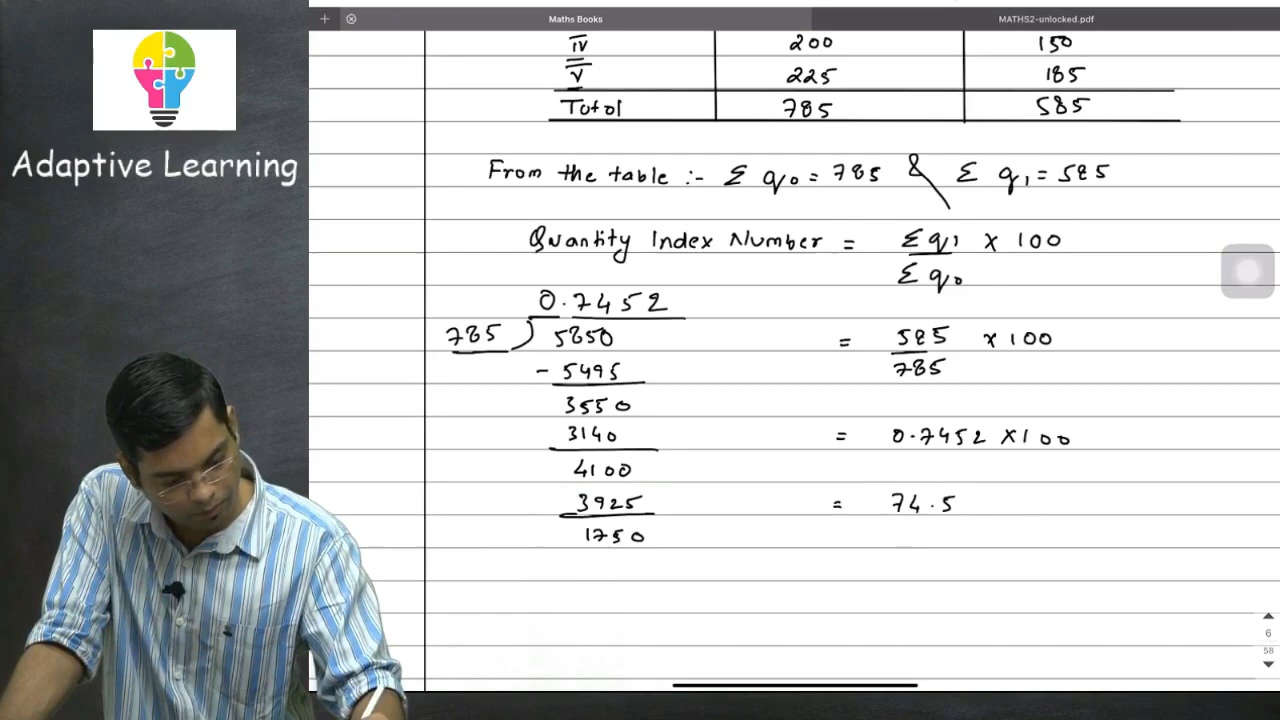 Maths Books MATHS2-unlocked.pdf
IV 200 150
V 225 185
Total 785 585
Adaptive Learning
From the table :- Σ q0 = 785 & Σ q1 = 585
Quantity Index Number = Σq1 / Σq0 × 100
0.7452
785 ) 5850
= 585 / 785 × 100
- 5495
3550
3140
= 0.7452 × 100
4100
3925
= 74.5
1750
6
58